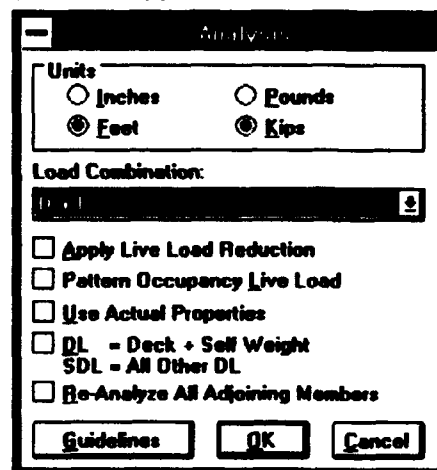 Analysis
Units
Inches
Pounds
Feet
Kips
Load Combination:
Apply Live Load Reduction
Pattern Occupancy Live Load
Use Actual Properties
DL = Deck + Self Weight
SDL = All Other DL
Re-Analyze All Adjoining Members
Guidelines
OK
Cancel